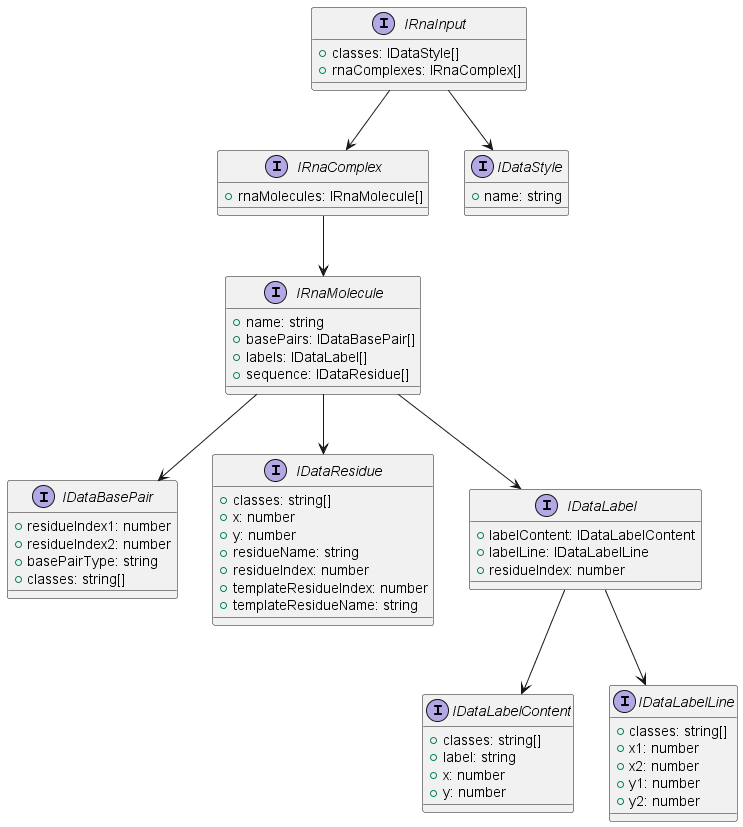 I IRnaInput
classes: IDataStyle[]
rnaComplexes: IRnaComplex[]
I IRnaComplex
rnaMolecules: IRnaMolecule[]
I IDataStyle
name: string
I IRnaMolecule
name: string
basePairs: IDataBasePair[]
labels: IDataLabel[]
sequence: IDataResidue[]
I IDataBasePair
residueIndex1: number
residueIndex2: number
basePairType: string
classes: string[]
I IDataResidue
classes: string[]
x: number
y: number
residueName: string
residueIndex: number
templateResidueIndex: number
templateResidueName: string
I IDataLabel
labelContent: IDataLabelContent
labelLine: IDataLabelLine
residueIndex: number
I IDataLabelContent
classes: string[]
label: string
x: number
y: number
I IDataLabelLine
classes: string[]
x1: number
x2: number
y1: number
y2: number